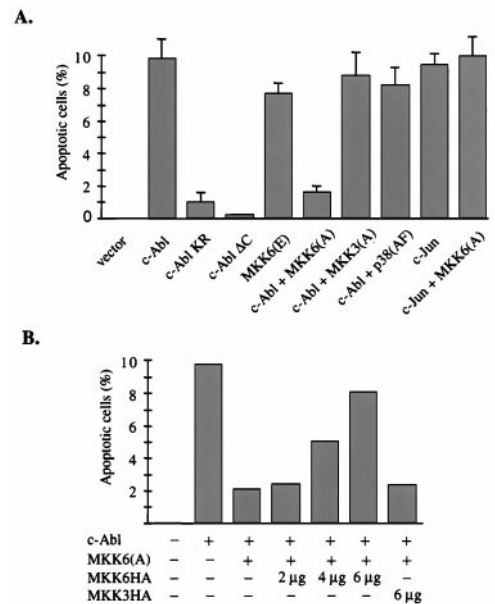 A.
Apoptotic cells (%)
10
8
6
4
2
0
vector
c-Abl
c-Abl KR
c-Abl ΔC
MKK6(E)
c-Abl + MKK6(A)
c-Abl + MKK3(A)
c-Abl + p38(AF)
c-Jun
c-Jun + MKK6(A)
B.
Apoptotic cells (%)
10
8
6
4
2
c-Abl – + + + + + +
MKK6(A) – – + + + + +
MKK6HA – – – 2 µg 4 µg 6 µg –
MKK3HA – – – – – – 6 µg